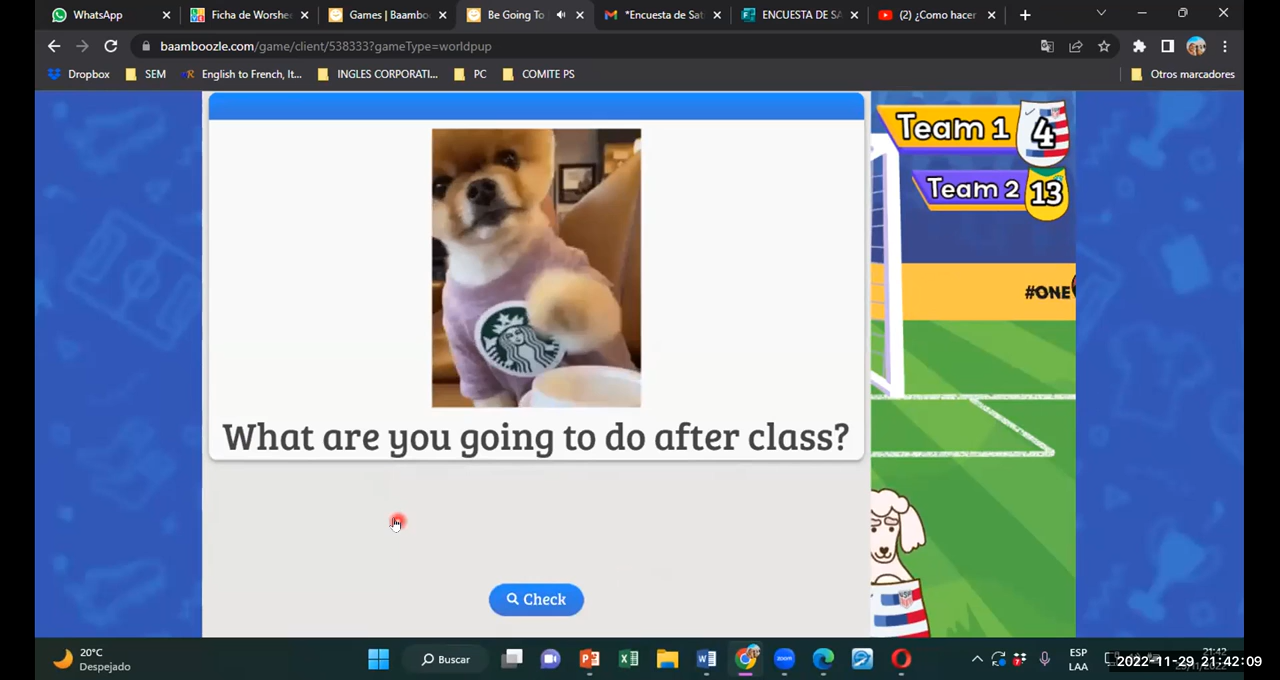 WhatsApp
Ficha de Worshe
Games | Baambo
Be Going To
*Encuesta de Sat
ENCUESTA DE SA
(2) ¿Como hacer
baamboozle.com/game/client/538333?gameType=worldpup
Dropbox
SEM
English to French, It...
INGLES CORPORATI...
PC
COMITE PS
Otros marcadores
Team 1 4
Team 2 13
#ONE
What are you going to do after class?
Check
20°C
Despejado
Buscar
ESP
LAA
21:42
2022-11-29, 21:42:09